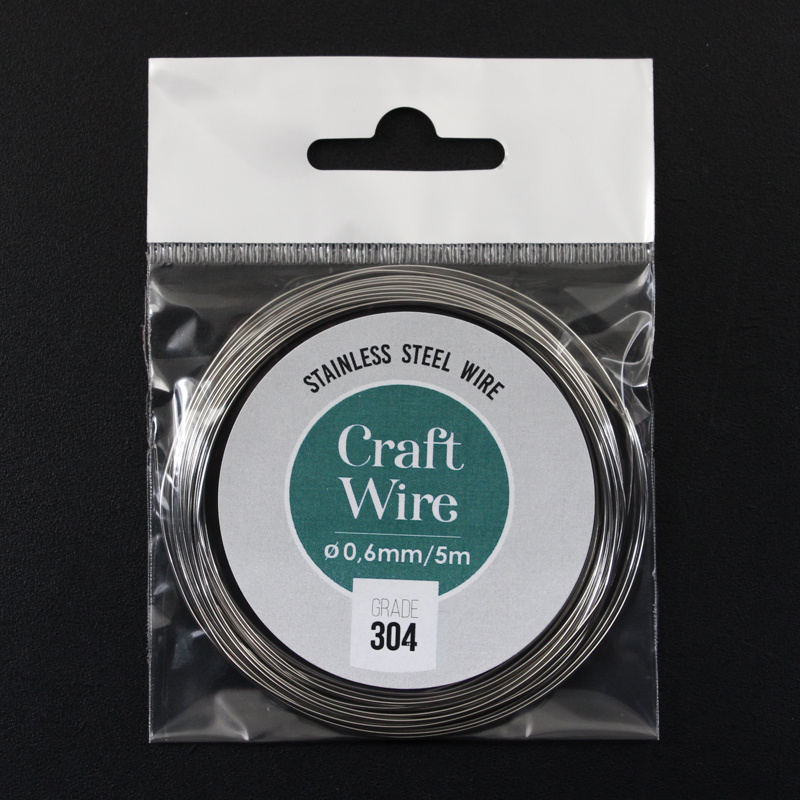 STAINLESS STEEL WIRE
Craft
Wire
Ø0,6mm/5m
GRADE
304